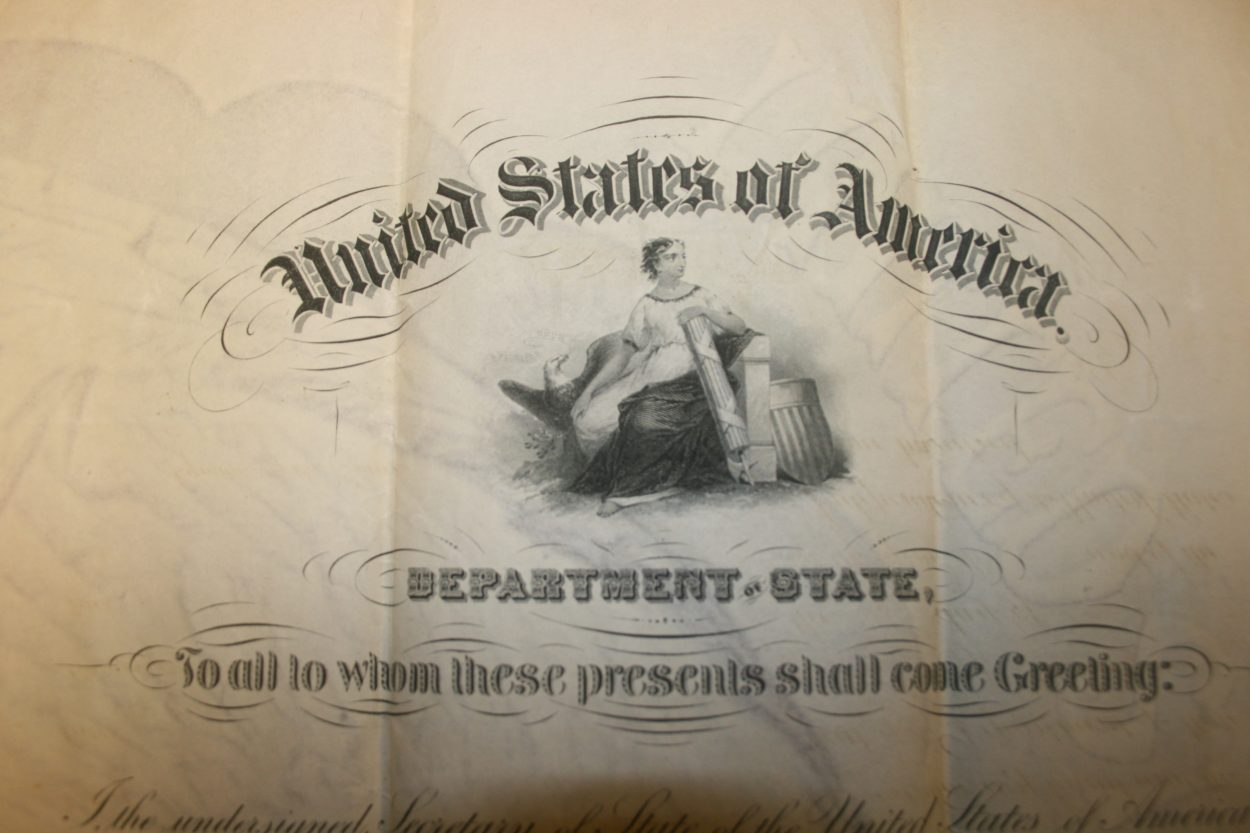 United States of America.
DEPARTMENT OF STATE,
To all to whom these presents shall come Greeting:
I the undersigned Secretary of State of the United States of America